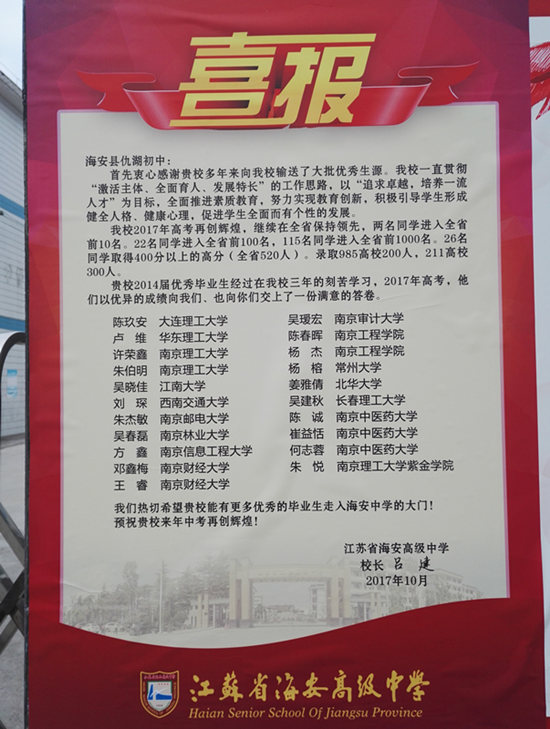 喜报
海安县仇湖初中：
首先衷心感谢贵校多年来向我校输送了大批优秀生源。我校一直贯彻
“激活主体、全面育人、发展特长”的工作思路，以“追求卓越，培养一流
人才”为目标，全面推进素质教育，努力实现教育创新，积极引导学生形成
健全人格、健康心理，促进学生全面而有个性的发展。
我校2017年高考再创辉煌，继续在全省保持领先，两名同学进入全省
前10名。22名同学进入全省前100名，115名同学进入全省前1000名。26名
同学取得400分以上的高分（全省520人）。录取985高校200人，211高校
300人。
贵校2014届优秀毕业生经过在我校三年的刻苦学习，2017年高考，他
们以优异的成绩向我们、也向你们交上了一份满意的答卷。
陈玖安 大连理工大学 吴瑷宏 南京审计大学
卢维 华东理工大学 陈春晖 南京工程学院
许荣鑫 南京理工大学 杨杰 南京工程学院
朱伯明 南京理工大学 杨榕 常州大学
吴晓佳 江南大学 姜雅倩 北华大学
刘琛 西南交通大学 吴建秋 长春理工大学
朱杰敏 南京邮电大学 陈诚 南京中医药大学
吴春磊 南京林业大学 崔益恬 南京中医药大学
方鑫 南京信息工程大学 何志蓉 南京中医药大学
邓鑫梅 南京财经大学 朱悦 南京理工大学紫金学院
王睿 南京财经大学
我们热切希望贵校能有更多优秀的毕业生走入海安中学的大门！
预祝贵校来年中考再创辉煌！
江苏省海安高级中学
校长 吕建
2017年10月
江蘇省海安高级中學
Haian Senior School Of Jiangsu Province